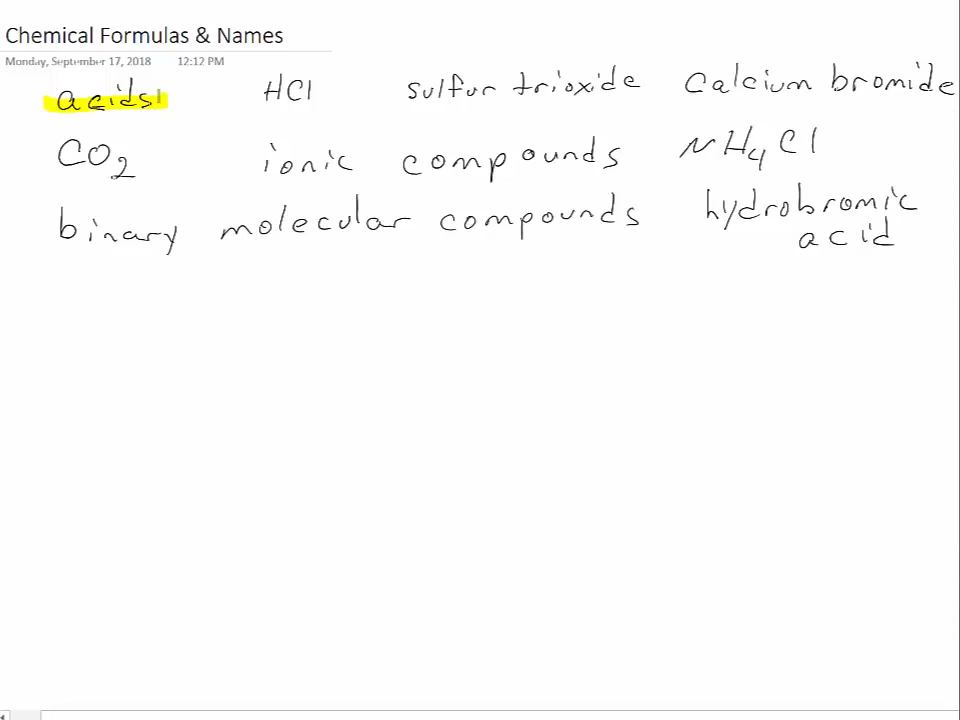 Chemical Formulas & Names
Monday, September 17, 2018 12:12 PM
acids HCl sulfur trioxide Calcium bromide
CO₂ ionic compounds NH₄Cl
binary molecular compounds hydrobromic
acid